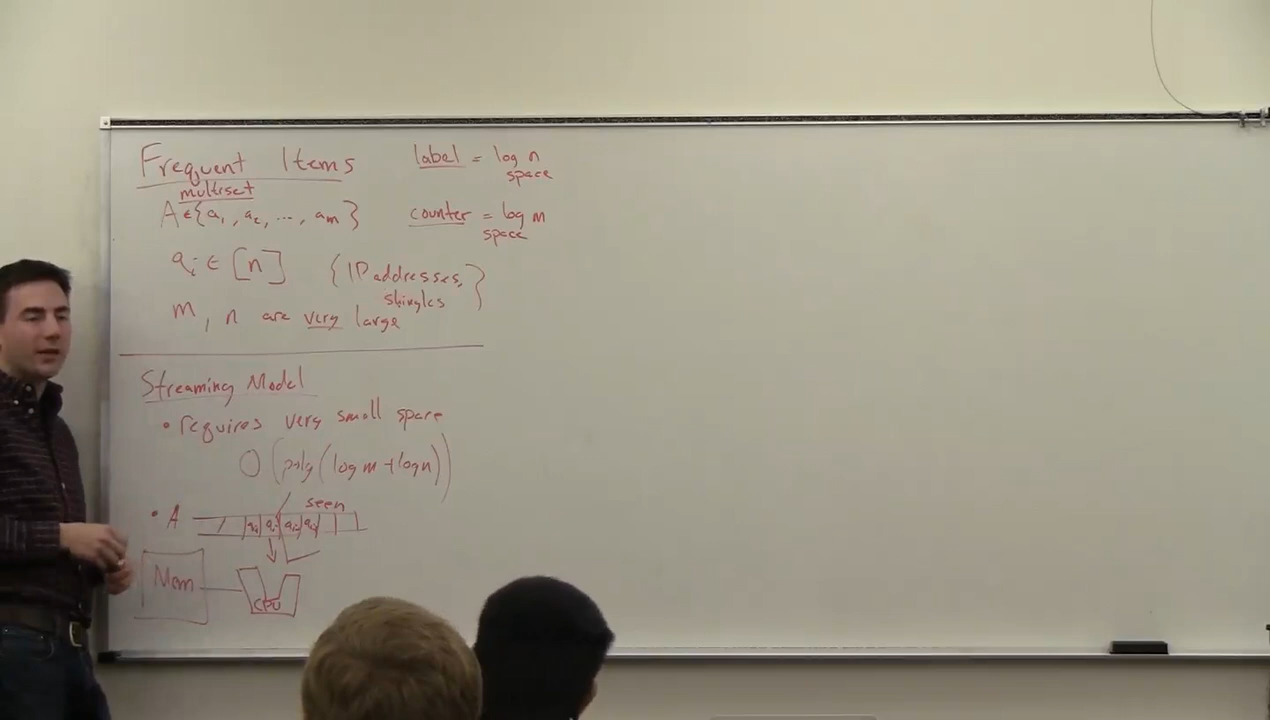 Frequent Items
multiset
A ∈ {a₁, a₂, ..., aₘ}
aᵢ ∈ [n] {IP addresses,
shingles}
m, n are very large
label = log n
space
counter = log m
space
Streaming Model
• requires very small space
O(poly(log m + log n))
• A
seen
Mem
CPU